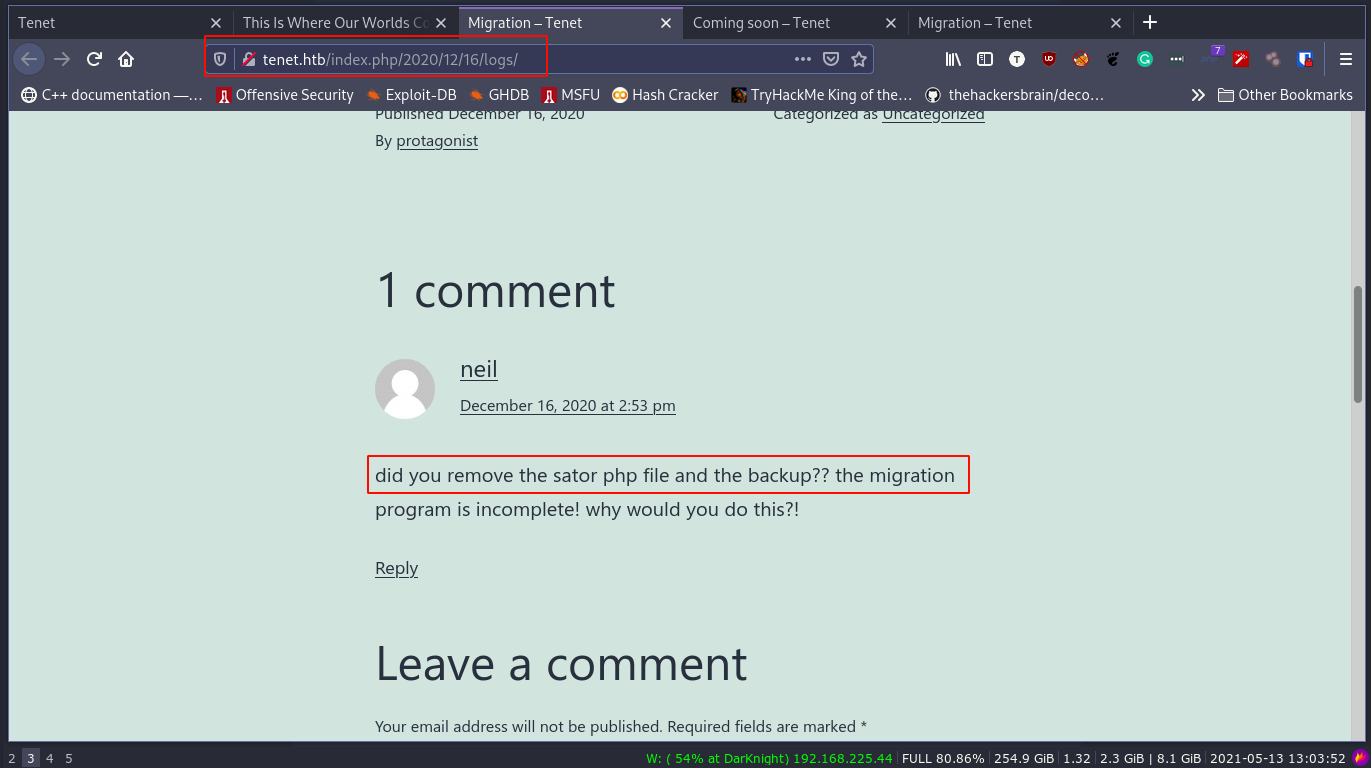 Tenet
This Is Where Our Worlds Co
Migration – Tenet
Coming soon – Tenet
Migration – Tenet
tenet.htb/index.php/2020/12/16/logs/
7
C++ documentation —…
Offensive Security
Exploit-DB
GHDB
MSFU
Hash Cracker
TryHackMe King of the…
thehackersbrain/deco…
Other Bookmarks
Published December 16, 2020
Categorized as Uncategorized
By protagonist
1 comment
neil
December 16, 2020 at 2:53 pm
did you remove the sator php file and the backup?? the migration
program is incomplete! why would you do this?!
Reply
Leave a comment
Your email address will not be published. Required fields are marked *
2 3 4 5
W: ( 54% at DarKnight) 192.168.225.44 FULL 80.86% 254.9 GiB 1.32 2.3 GiB | 8.1 GiB 2021-05-13 13:03:52